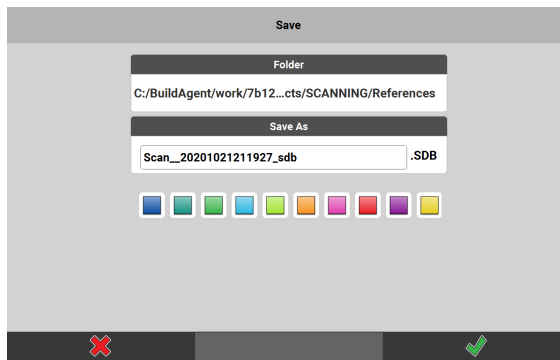 Save
Folder
C:/BuildAgent/work/7b12...cts/SCANNING/References
Save As
Scan__20201021211927_sdb .SDB